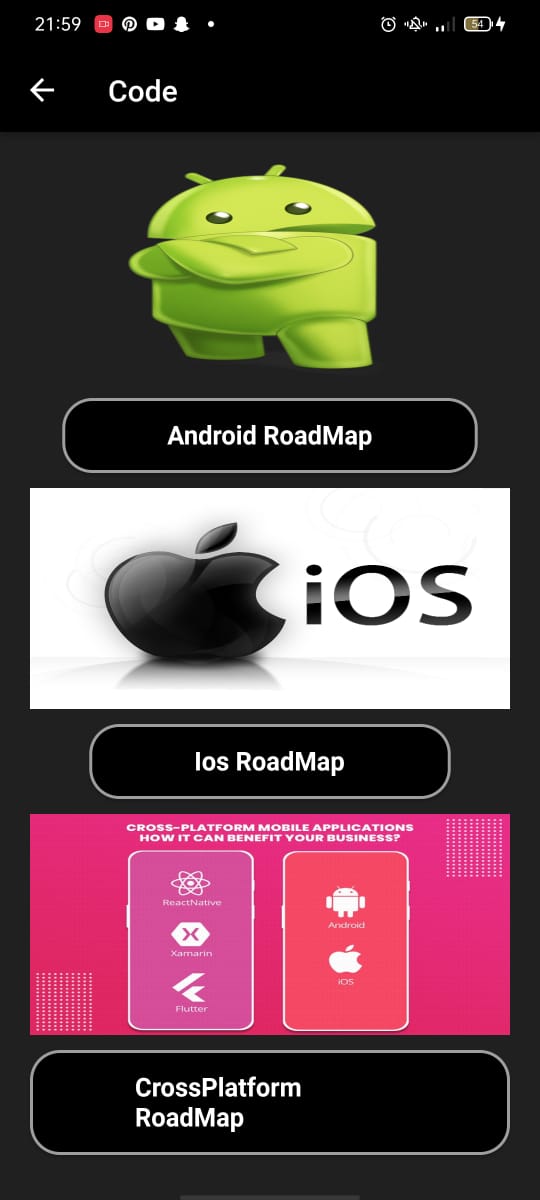 21:59
54
Code
Android RoadMap
iOS
Ios RoadMap
CROSS-PLATFORM MOBILE APPLICATIONS
HOW IT CAN BENEFIT YOUR BUSINESS?
ReactNative
Xamarin
Flutter
Android
iOS
CrossPlatform
RoadMap